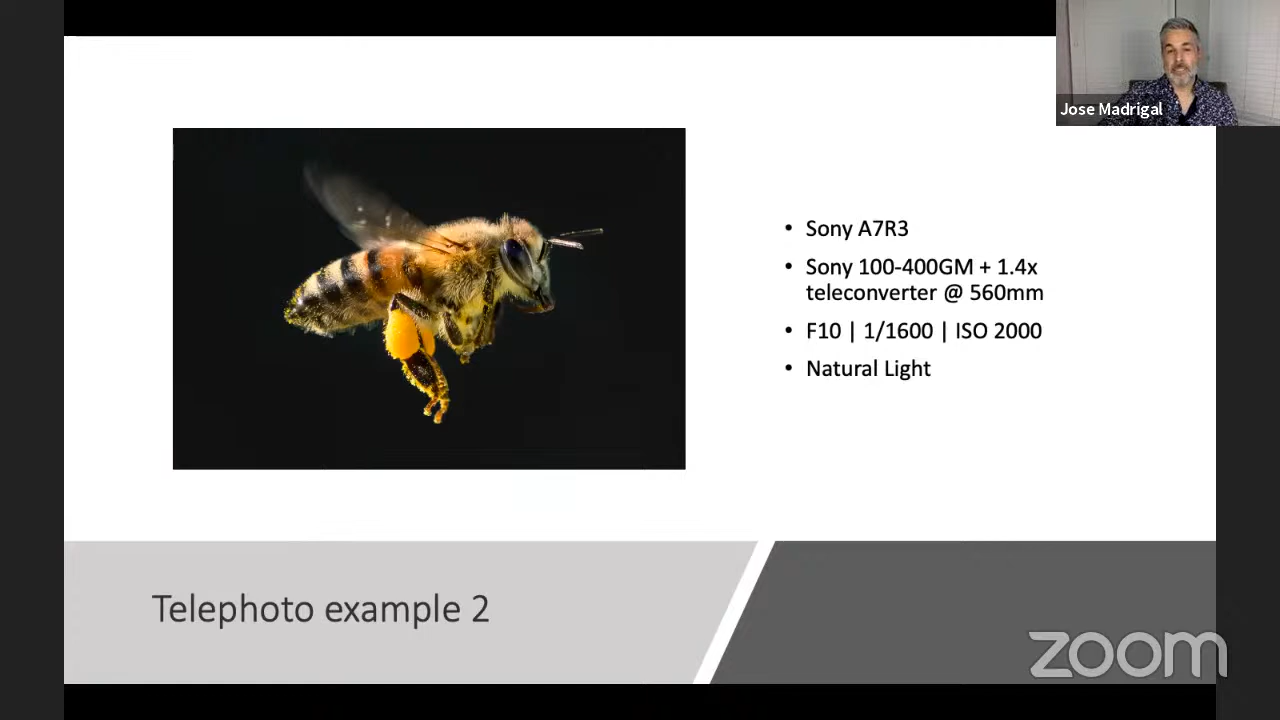 Jose Madrigal
• Sony A7R3
• Sony 100-400GM + 1.4x
teleconverter @ 560mm
• F10 | 1/1600 | ISO 2000
• Natural Light
Telephoto example 2
zoom